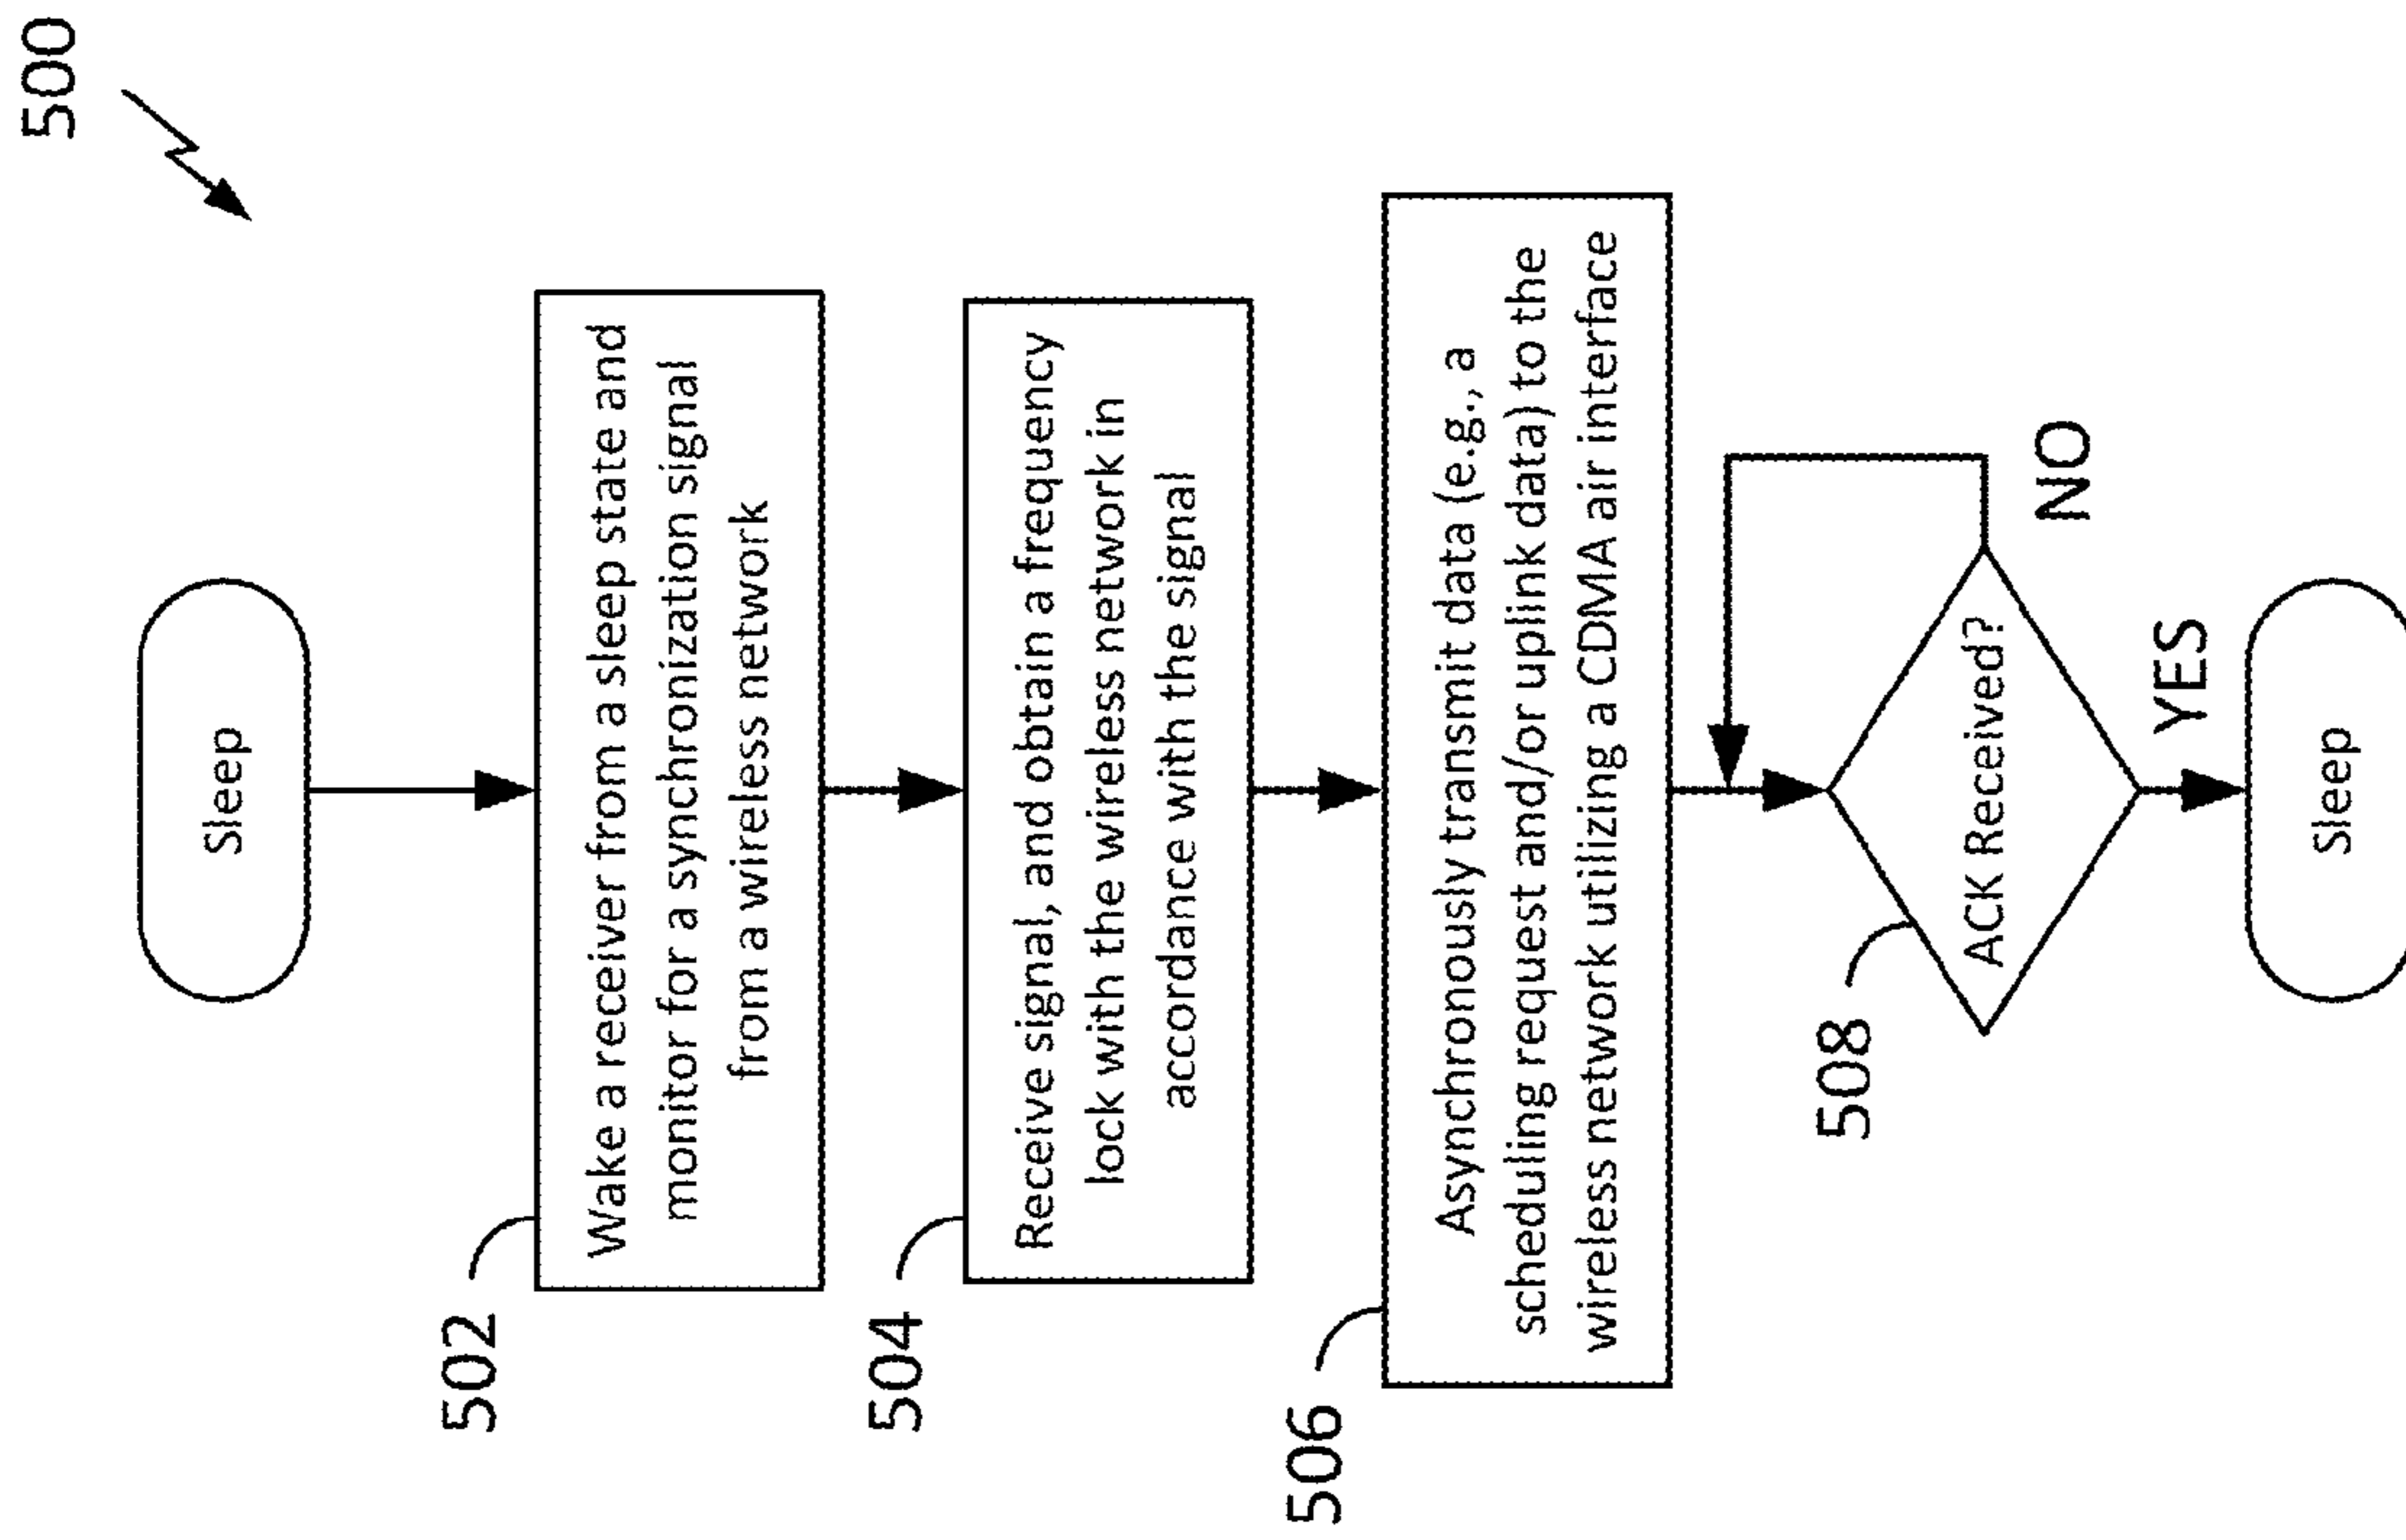 500
Sleep
502
Wake a receiver from a sleep state and
monitor for a synchronization signal
from a wireless network
504
Receive signal, and obtain a frequency
lock with the wireless network in
accordance with the signal
506
Asynchronously transmit data (e.g., a
scheduling request and/or uplink data) to the
wireless network utilizing a CDMA air interface
508
ACK Received?
NO
YES
Sleep